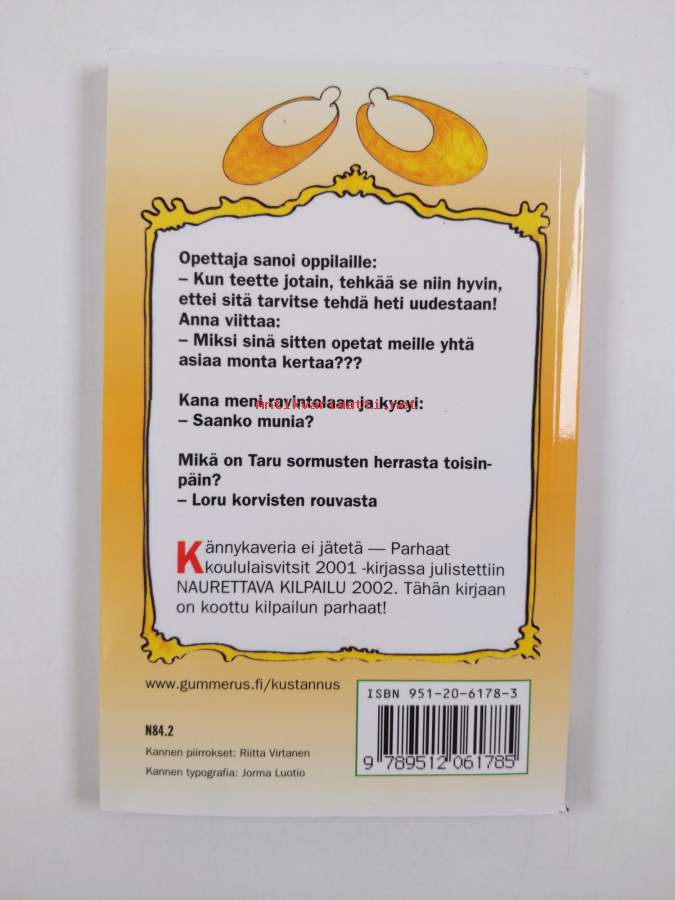 Opettaja sanoi oppilaille:
– Kun teette jotain, tehkää se niin hyvin,
ettei sitä tarvitse tehdä heti uudestaan!
Anna viittaa:
– Miksi sinä sitten opetat meille yhtä
asiaa monta kertaa???
Kana meni ravintolaan ja kysyi:
Antikvariaatti.net
– Saanko munia?
Mikä on Taru sormusten herrasta toisin-
päin?
– Loru korvisten rouvasta
Kännykaveria ei jätetä — Parhaat
koululaisvitsit 2001 -kirjassa julistettiin
NAURETTAVA KILPAILU 2002. Tähän kirjaan
on koottu kilpailun parhaat!
www.gummerus.fi/kustannus
ISBN 951-20-6178-3
N84.2
Kannen piirrokset: Riitta Virtanen
Kannen typografia: Jorma Luotio
9 789512 061785